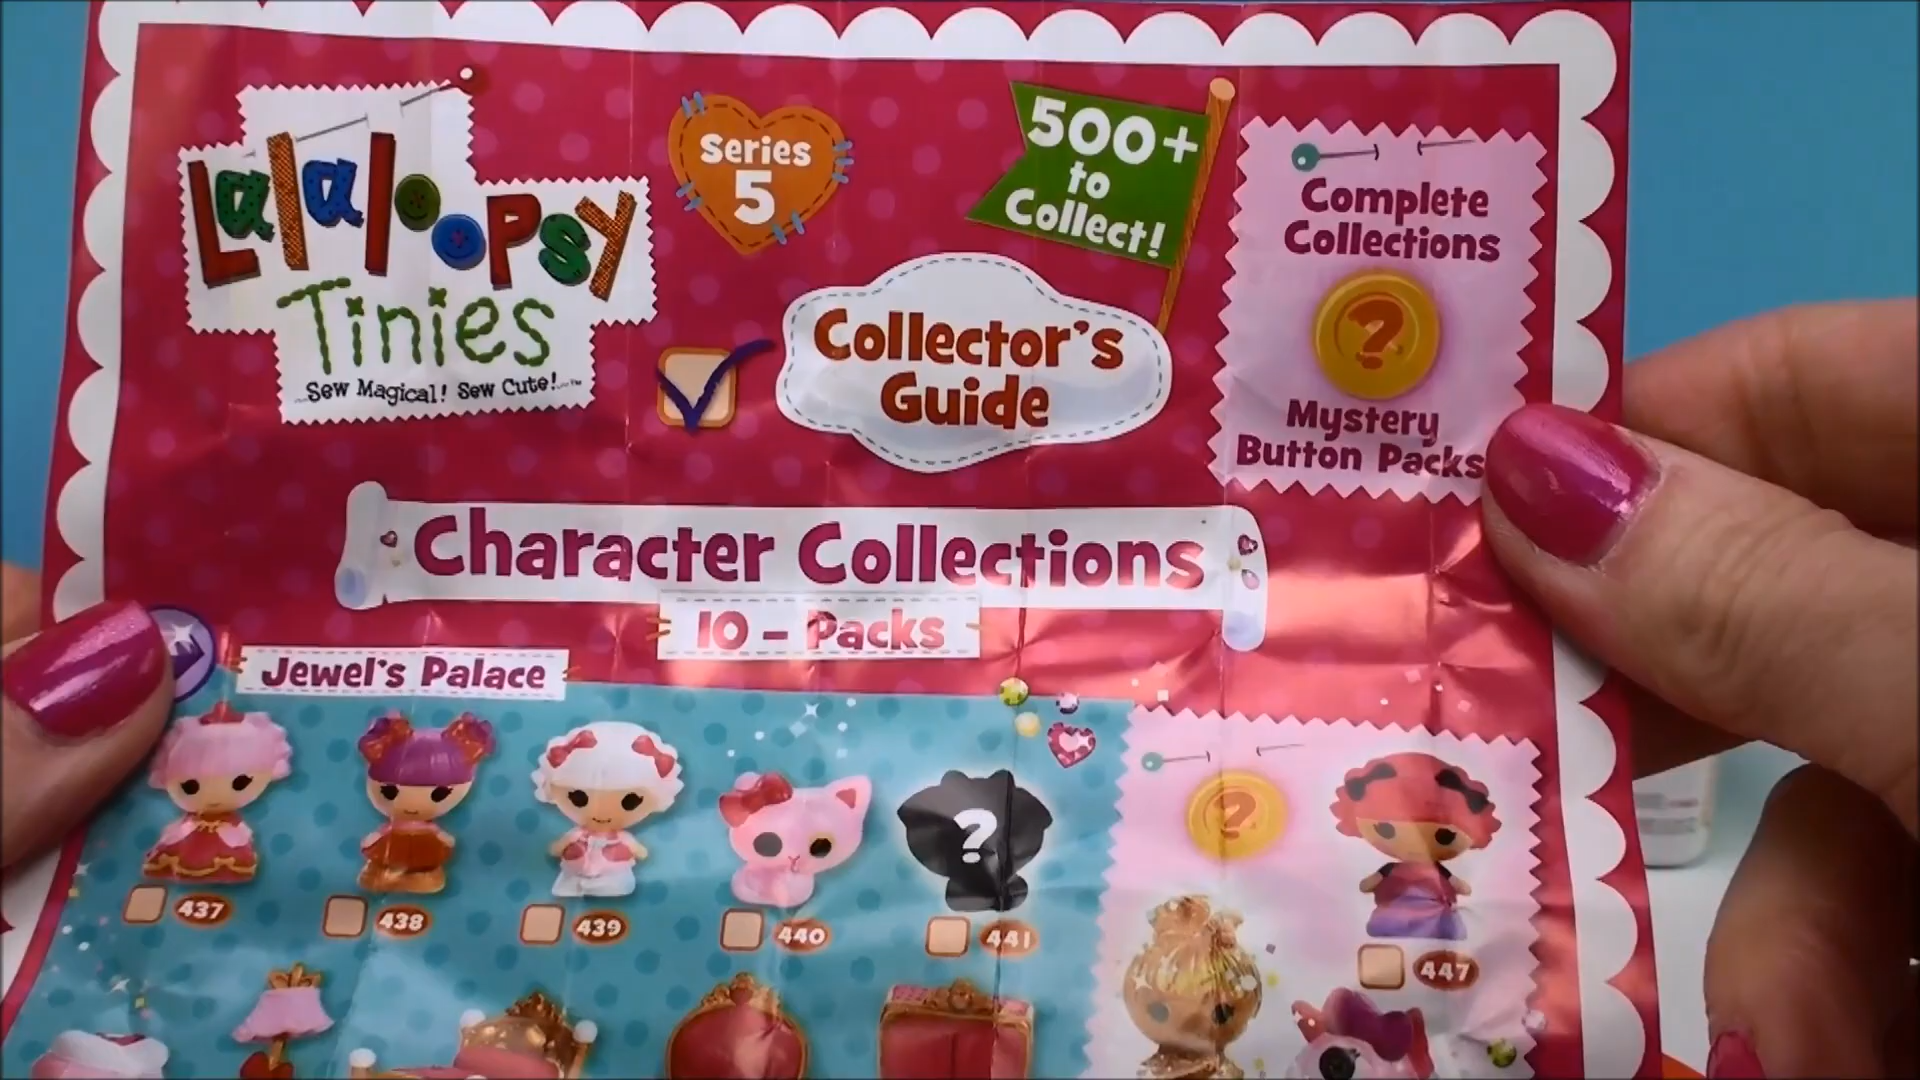 Lalaloopsy
Tinies
Sew Magical! Sew Cute!™
Series
5
500+
to
Collect!
Collector's
Guide
Complete
Collections
?
Mystery
Button Packs
Character Collections
10 - Packs
Jewel's Palace
?
?
437
438
439
440
441
447